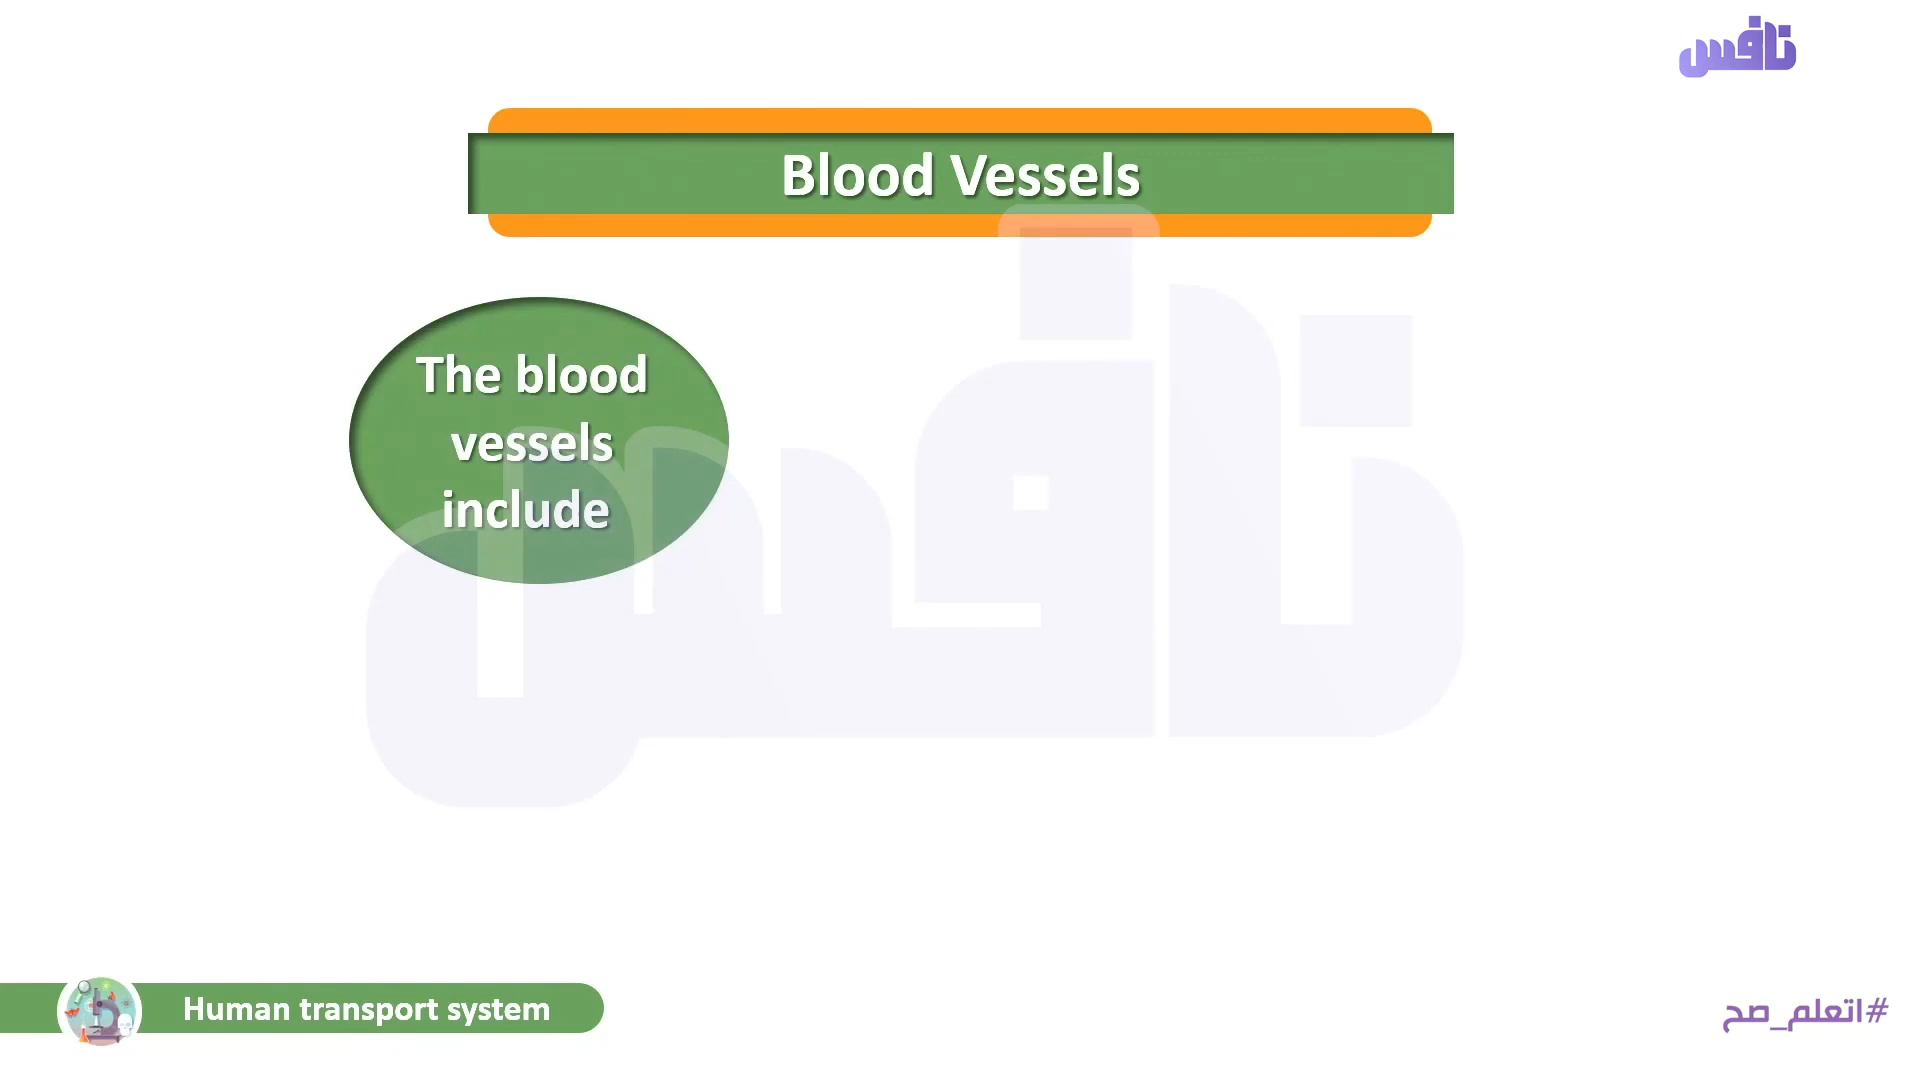 نافس
Blood Vessels
The blood
vessels
include
Human transport system
#اتعلم_صح